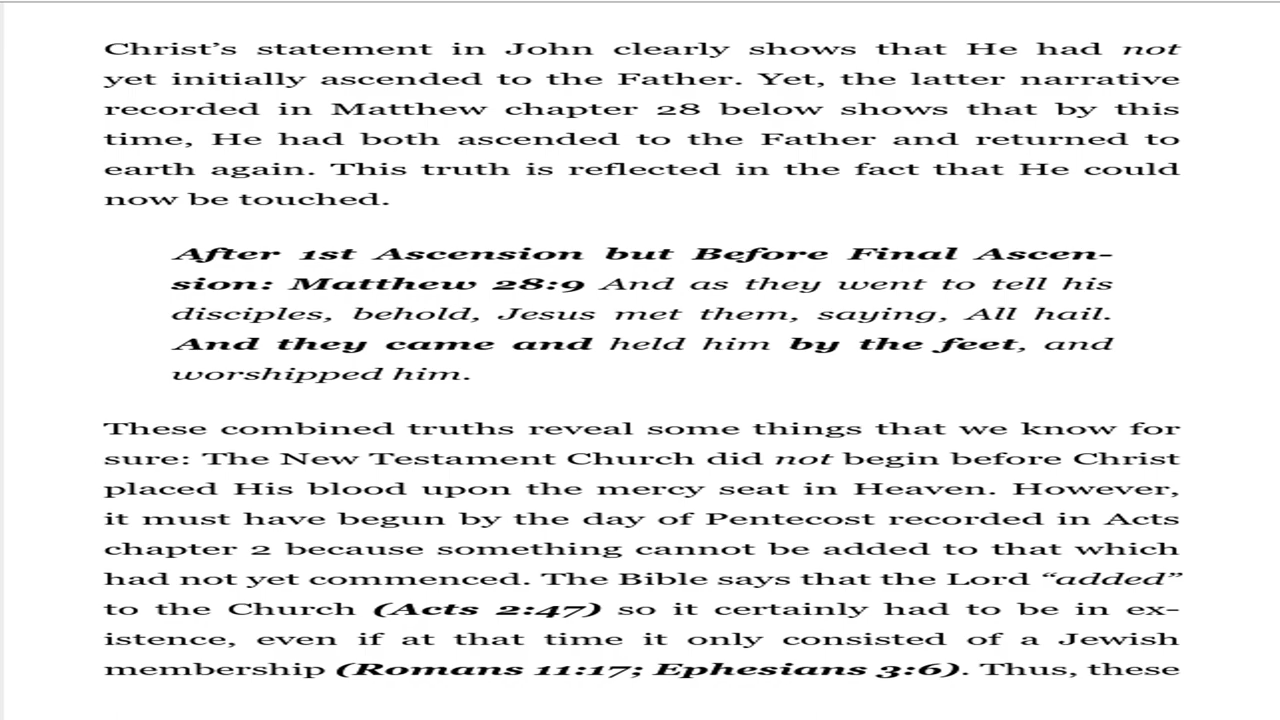 Christ’s statement in John clearly shows that He had not
yet initially ascended to the Father. Yet, the latter narrative
recorded in Matthew chapter 28 below shows that by this
time, He had both ascended to the Father and returned to
earth again. This truth is reflected in the fact that He could
now be touched.
After 1st Ascension but Before Final Ascen-
sion: Matthew 28:9 And as they went to tell his
disciples, behold, Jesus met them, saying, All hail.
And they came and held him by the feet, and
worshipped him.
These combined truths reveal some things that we know for
sure: The New Testament Church did not begin before Christ
placed His blood upon the mercy seat in Heaven. However,
it must have begun by the day of Pentecost recorded in Acts
chapter 2 because something cannot be added to that which
had not yet commenced. The Bible says that the Lord “added”
to the Church (Acts 2:47) so it certainly had to be in ex-
istence, even if at that time it only consisted of a Jewish
membership (Romans 11:17; Ephesians 3:6). Thus, these